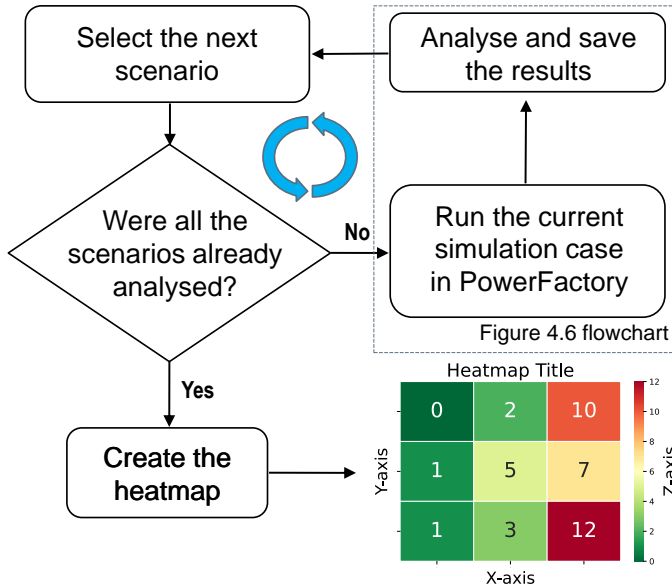 Select the next
scenario
Analyse and save
the results
Were all the
scenarios already
analysed?
No
Run the current
simulation case
in PowerFactory
Figure 4.6 flowchart
Yes
Create the
heatmap
Heatmap Title
0 2 10
1 5 7
1 3 12
Y-axis
X-axis
12
10
8
6
4
2
0
Z-axis